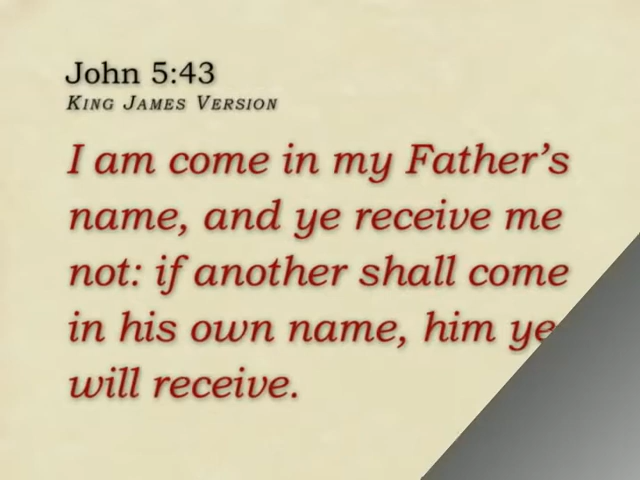 John 5:43
King James Version
I am come in my Father's
name, and ye receive me
not: if another shall come
in his own name, him ye
will receive.